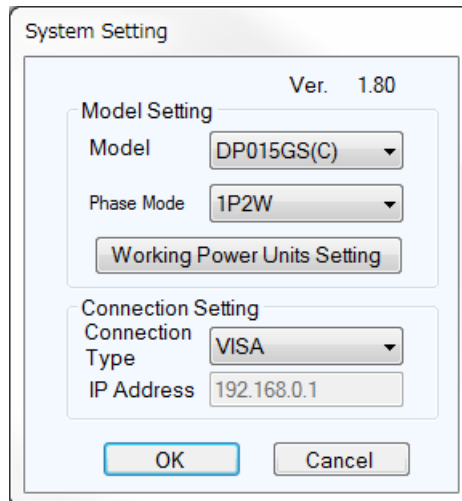 System Setting
Ver. 1.80
Model Setting
Model DP015GS(C)
Phase Mode 1P2W
Working Power Units Setting
Connection Setting
Connection
Type VISA
IP Address 192.168.0.1
OK Cancel